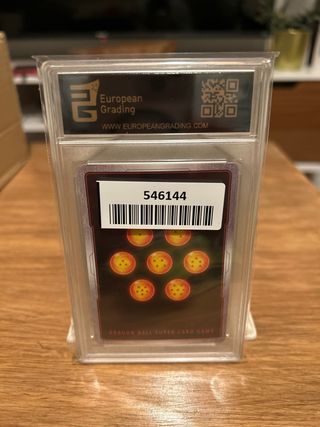 European
Grading
WWW.EUROPEANGRADING.COM
546144
DRAGON BALL SUPER CARD GAME